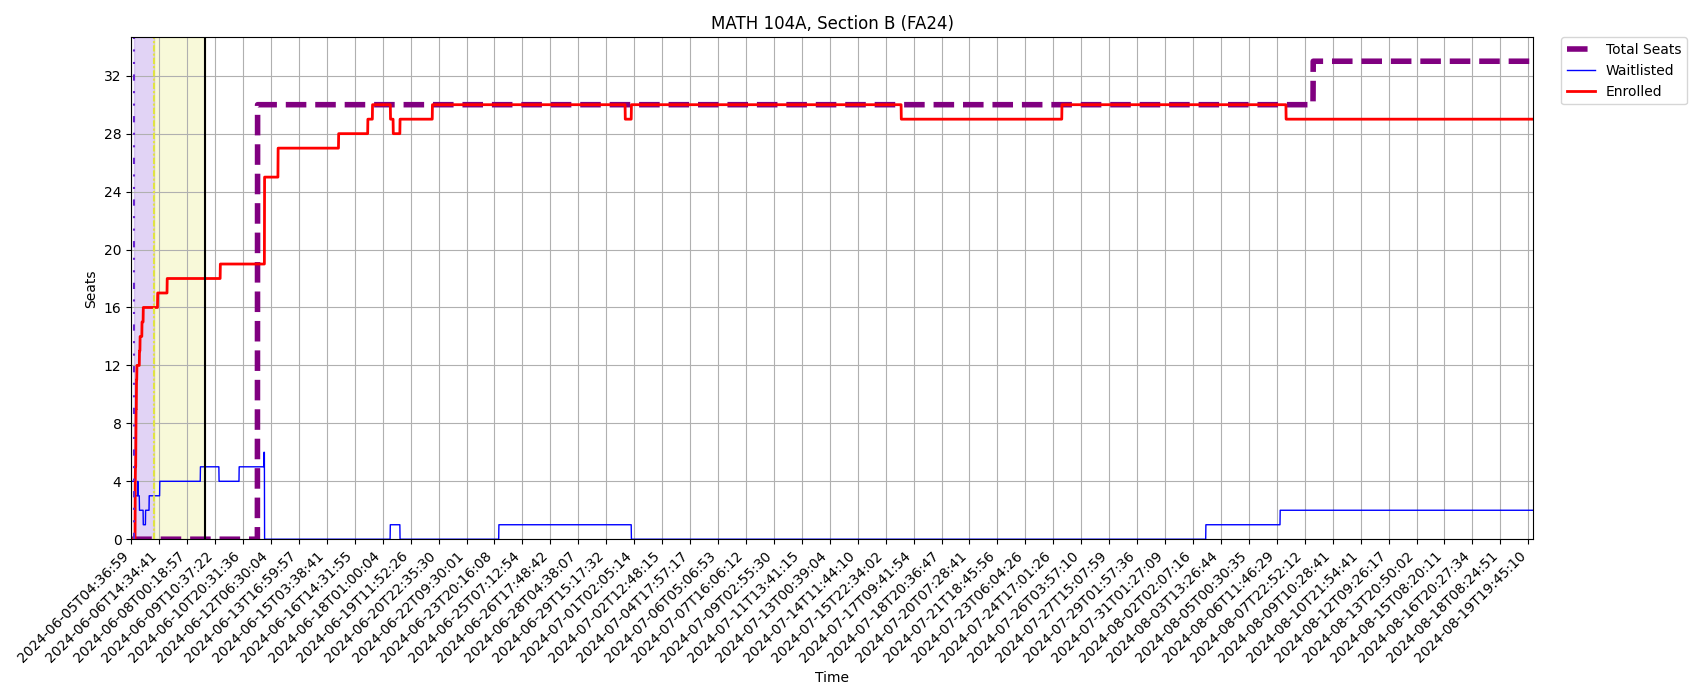 MATH 104A, Section B (FA24)
Total Seats
Waitlisted
Enrolled
Seats
32
28
24
20
16
12
8
4
0
2024-06-05T04:36:59
2024-06-06T14:34:41
2024-06-08T00:18:57
2024-06-09T10:37:22
2024-06-10T20:31:36
2024-06-12T06:30:04
2024-06-13T16:59:57
2024-06-15T03:38:41
2024-06-16T14:31:55
2024-06-18T01:00:04
2024-06-19T11:52:26
2024-06-20T22:35:30
2024-06-22T09:30:01
2024-06-23T20:16:08
2024-06-25T07:12:54
2024-06-26T17:48:42
2024-06-28T04:38:07
2024-06-29T15:17:32
2024-07-01T02:05:14
2024-07-02T12:48:15
2024-07-04T17:57:17
2024-07-06T05:06:53
2024-07-07T16:06:12
2024-07-09T02:55:30
2024-07-11T13:41:15
2024-07-13T00:39:04
2024-07-14T11:44:10
2024-07-15T22:34:02
2024-07-17T09:41:54
2024-07-18T20:36:47
2024-07-20T07:28:41
2024-07-21T18:45:56
2024-07-23T06:04:26
2024-07-24T17:01:26
2024-07-26T03:57:10
2024-07-27T15:07:59
2024-07-29T01:57:36
2024-07-31T01:27:09
2024-08-02T02:07:16
2024-08-03T13:26:44
2024-08-05T00:30:35
2024-08-06T11:46:29
2024-08-07T22:52:12
2024-08-09T10:28:41
2024-08-10T21:54:41
2024-08-12T09:26:17
2024-08-13T20:50:02
2024-08-15T08:20:11
2024-08-16T20:27:34
2024-08-18T08:24:51
2024-08-19T19:45:10
Time